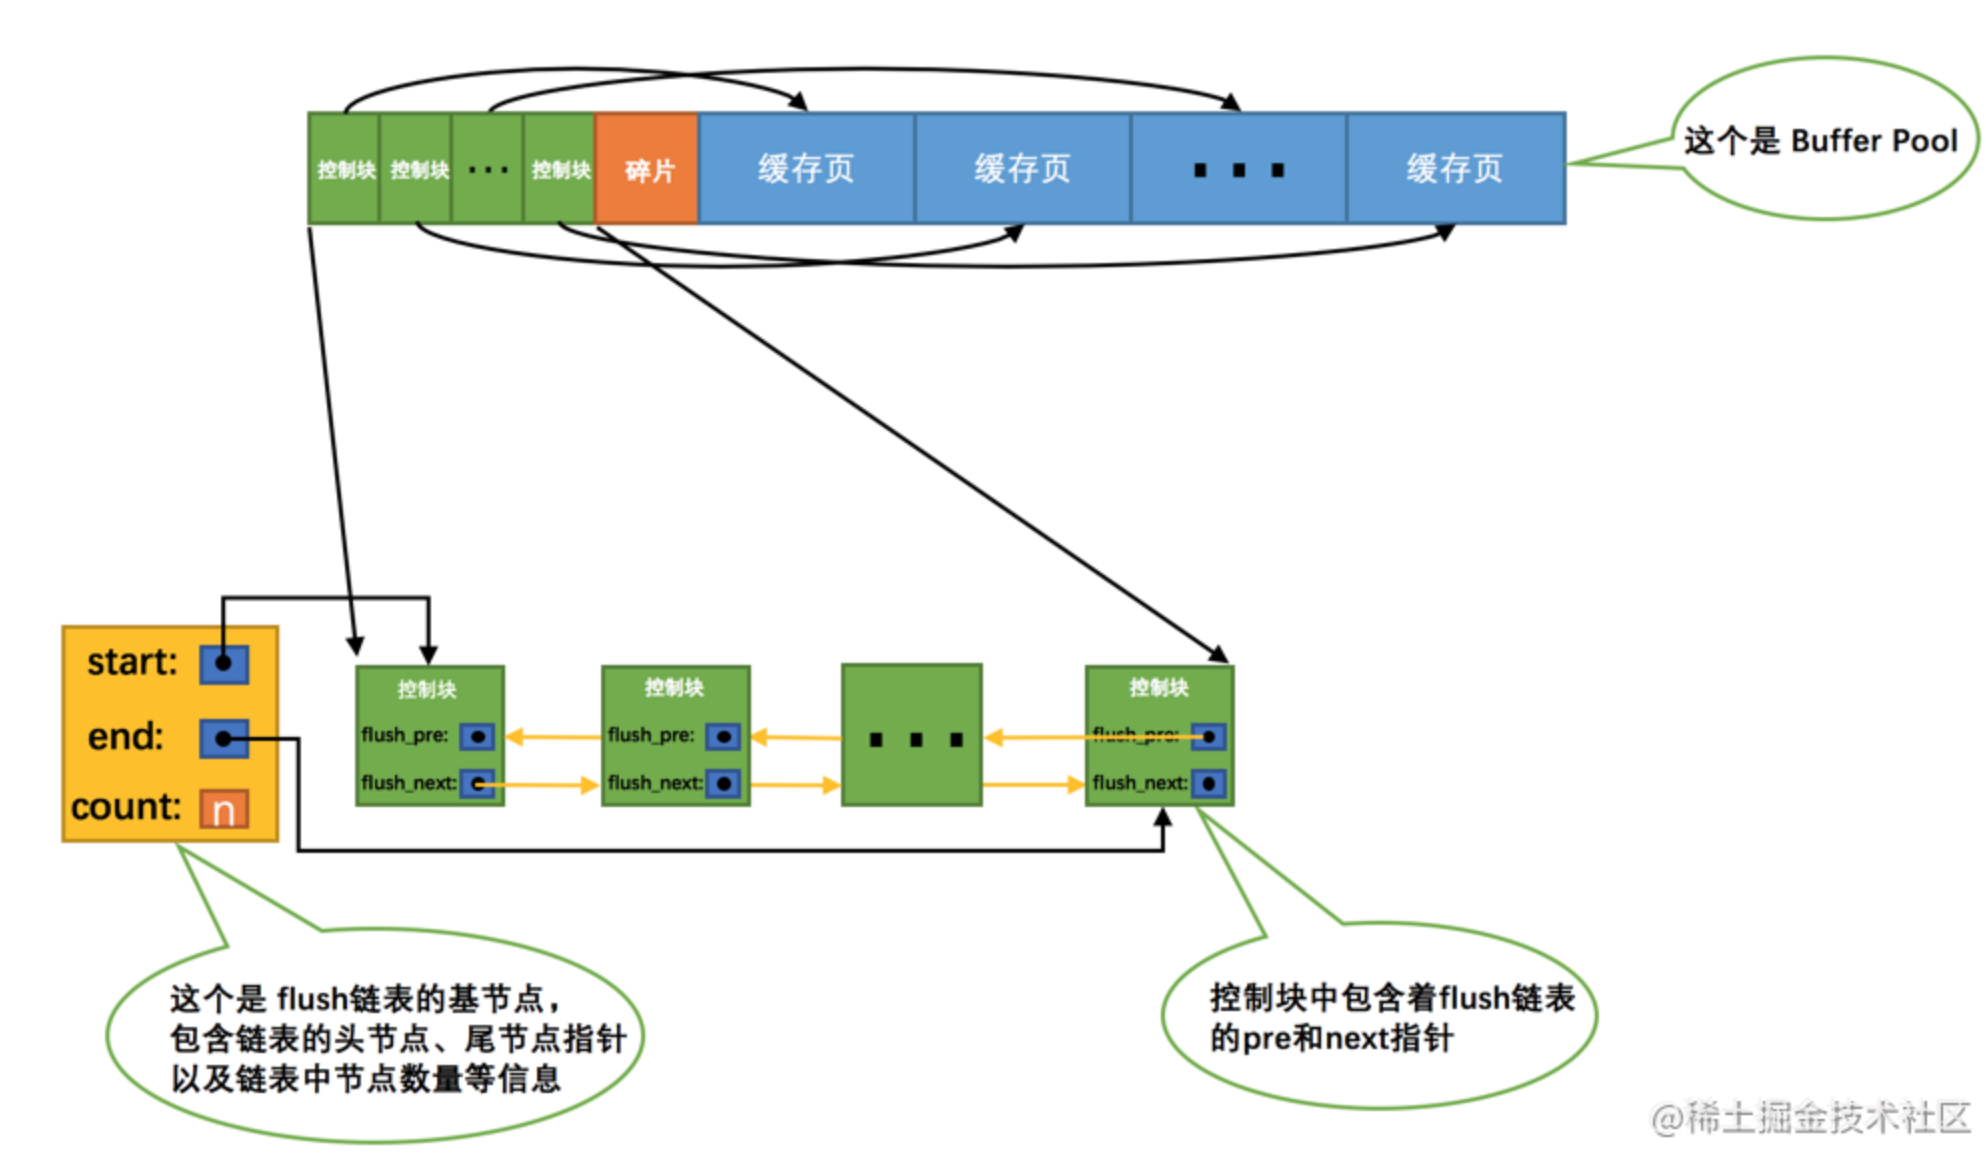 控制块 控制块 ··· 控制块 碎片 缓存页 缓存页 ··· 缓存页
这个是 Buffer Pool
start:
end:
count: n
控制块
flush_pre:
flush_next:
控制块
flush_pre:
flush_next:
···
控制块
flush_pre:
flush_next:
这个是 flush链表的基节点，
包含链表的头节点、尾节点指针
以及链表中节点数量等信息
控制块中包含着flush链表
的pre和next指针
@稀土掘金技术社区